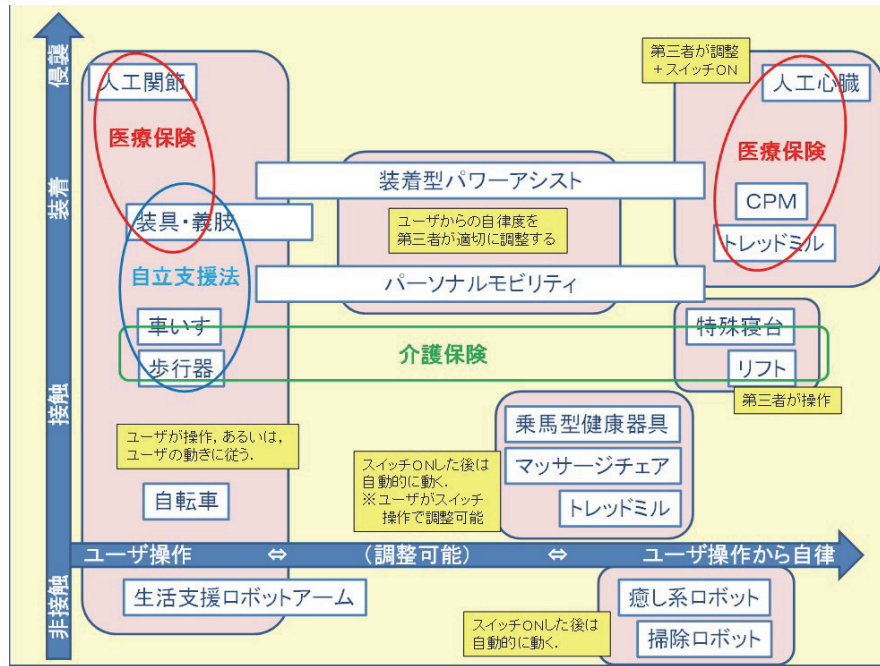 侵襲
装着
接触
非接触
第三者が調整
＋スイッチON
人工関節
人工心臓
医療保険
医療保険
装着型パワーアシスト
CPM
装具・義肢
ユーザからの自律度を
第三者が適切に調整する
トレッドミル
自立支援法
パーソナルモビリティ
車いす
特殊寝台
介護保険
歩行器
リフト
第三者が操作
乗馬型健康器具
ユーザが操作，あるいは，
ユーザの動きに従う．
スイッチONした後は
自動的に動く．
※ユーザがスイッチ
操作で調整可能
マッサージチェア
自転車
トレッドミル
ユーザ操作 ⇔ （調整可能） ⇔ ユーザ操作から自律
生活支援ロボットアーム
癒し系ロボット
スイッチONした後は
自動的に動く．
掃除ロボット